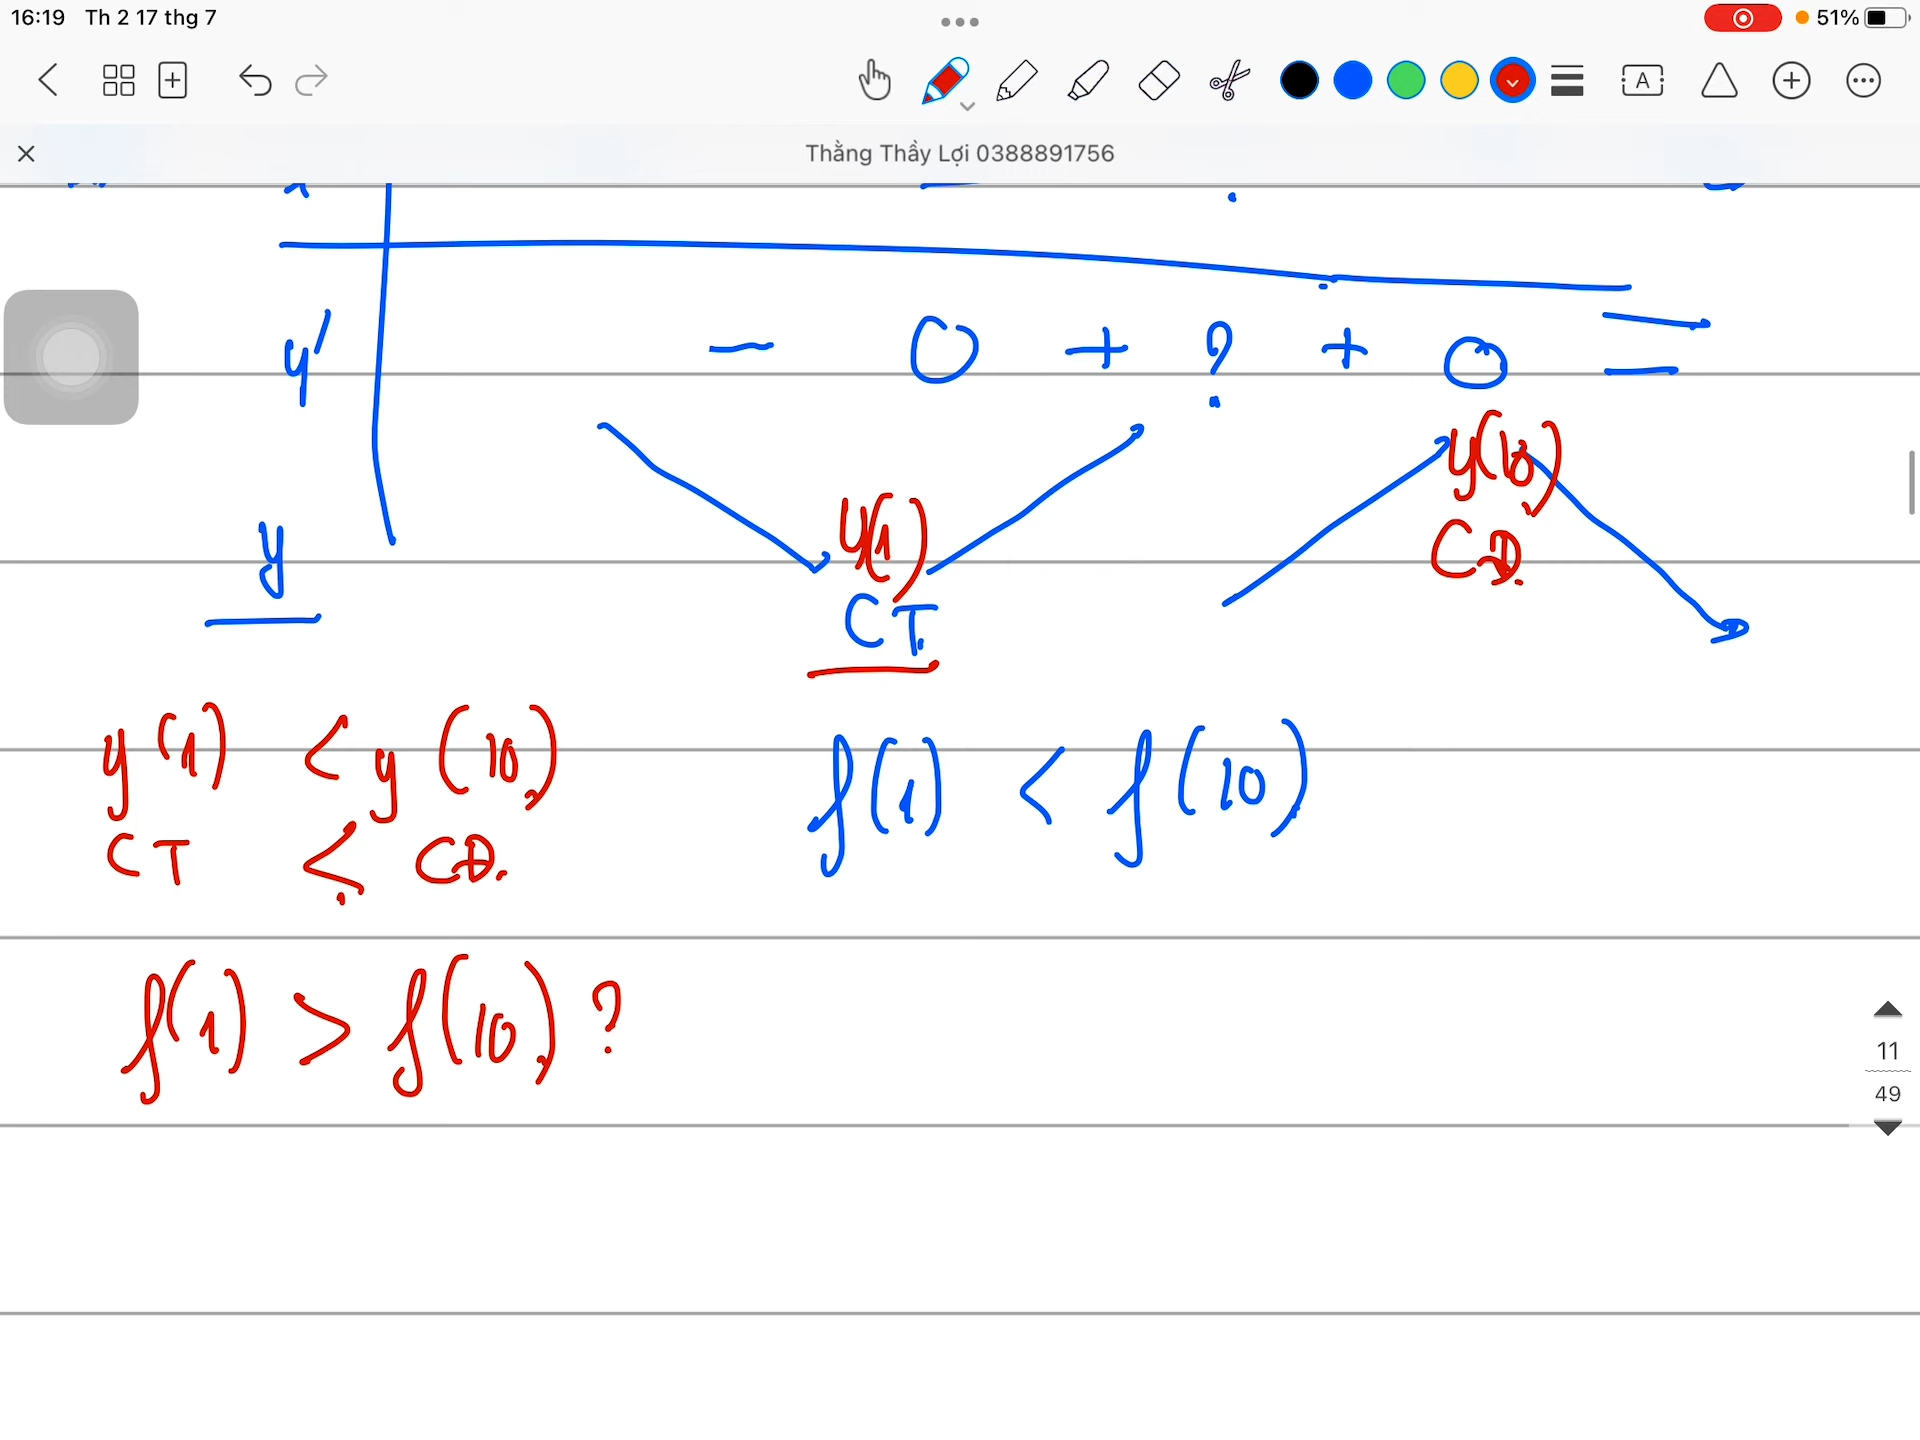 16:19 Th 2 17 thg 7
51%
A
Thằng Thầy Lợi 0388891756
y' - 0 + ? + 0 -
y(10)
y(1)
CĐ
y
CT
y(1) < y(10)
f(1) < f(10)
CT < CĐ.
f(1) > f(10)?
11
49